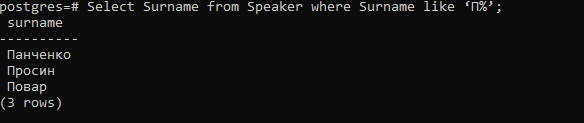 postgres=# Select Surname from Speaker where Surname like ‘П%’;
 surname
----------
 Панченко
 Просин
 Повар
(3 rows)